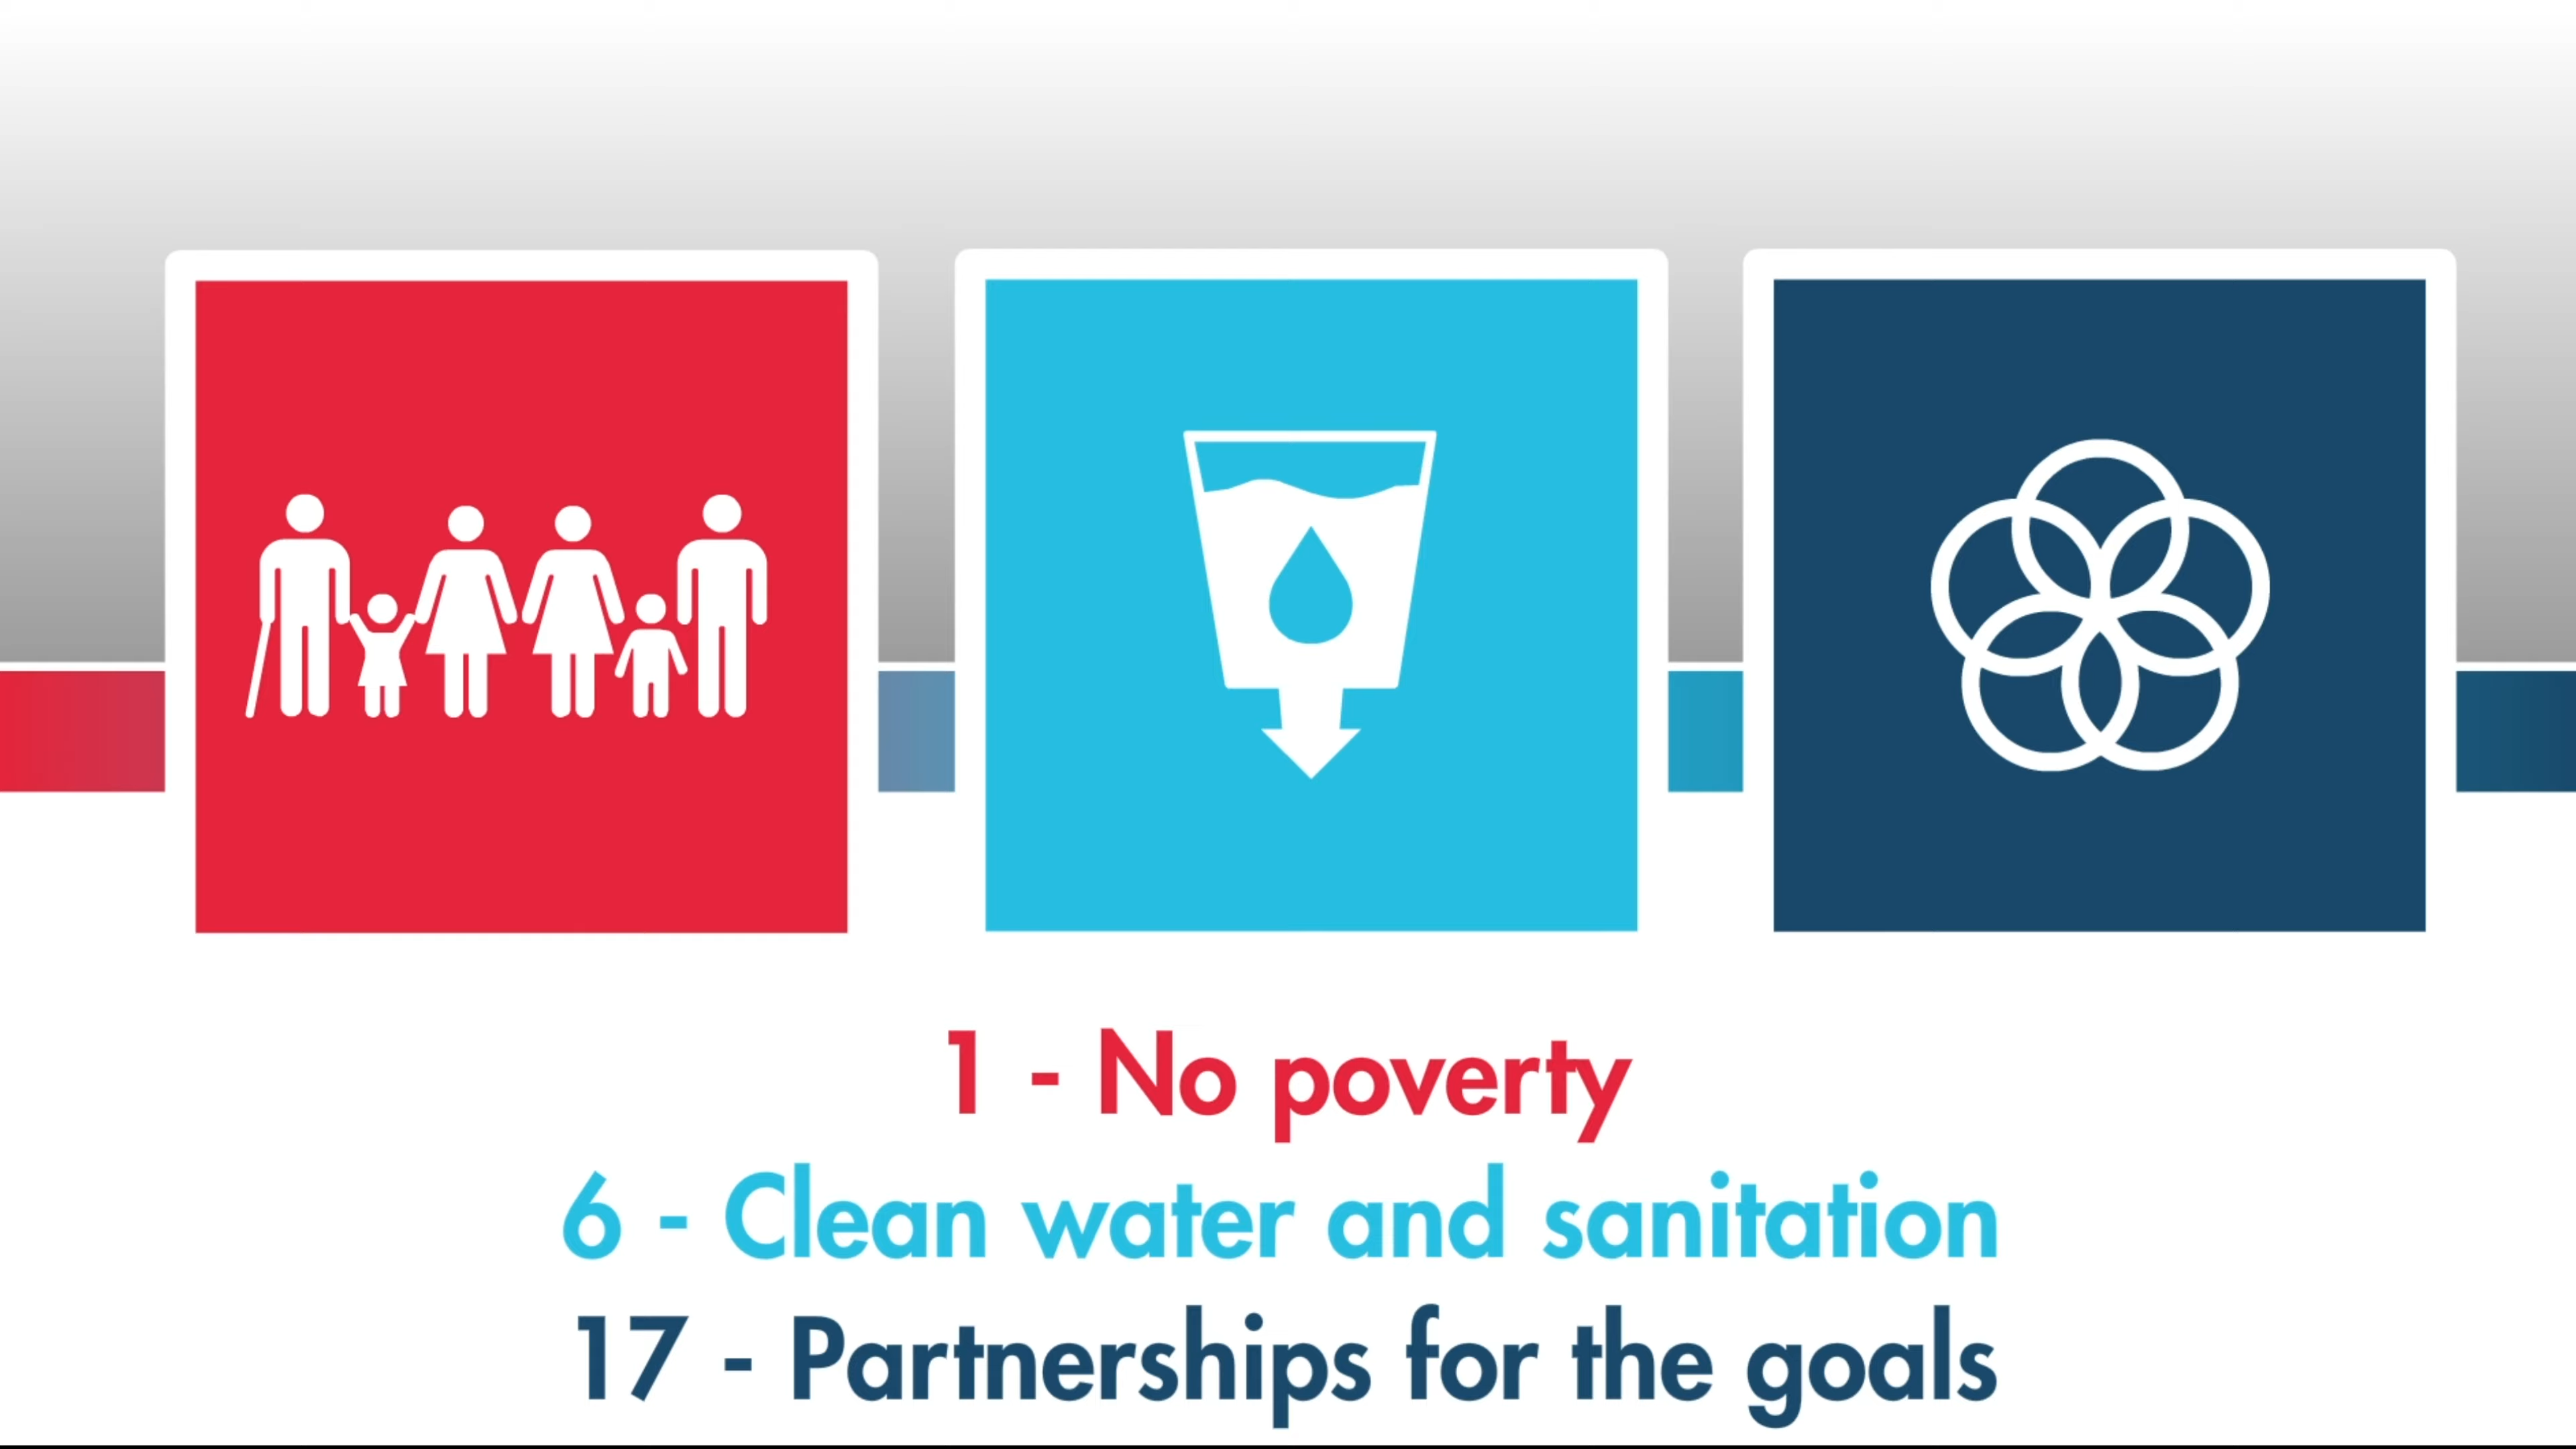 1 - No poverty
6 - Clean water and sanitation
17 - Partnerships for the goals